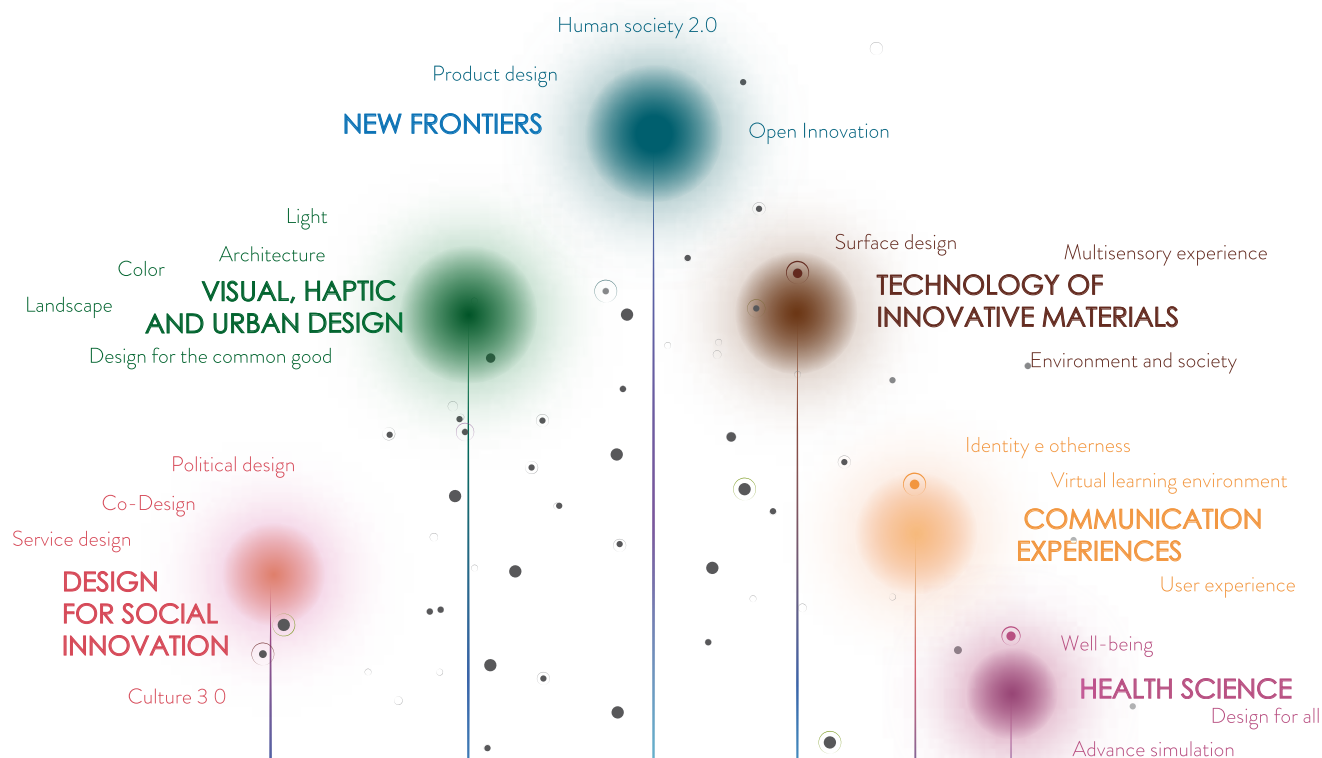 Human society 2.0
Product design
NEW FRONTIERS
Open Innovation
Light
Architecture
Color
VISUAL, HAPTIC
Landscape
AND URBAN DESIGN
Design for the common good
Surface design
Multisensory experience
TECHNOLOGY OF
INNOVATIVE MATERIALS
Environment and society
Political design
Co-Design
Service design
DESIGN
FOR SOCIAL
INNOVATION
Culture 3 0
Identity e otherness
Virtual learning environment
COMMUNICATION
EXPERIENCES
User experience
Well-being
HEALTH SCIENCE
Design for all
Advance simulation